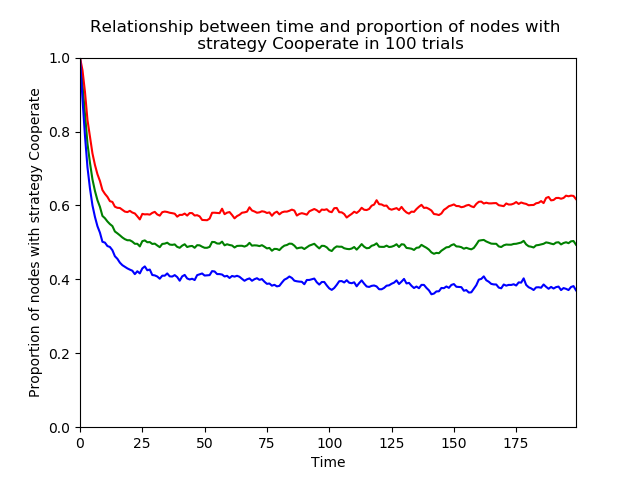 Relationship between time and proportion of nodes with
strategy Cooperate in 100 trials
Proportion of nodes with strategy Cooperate
1.0
0.8
0.6
0.4
0.2
0.0
0 25 50 75 100 125 150 175
Time